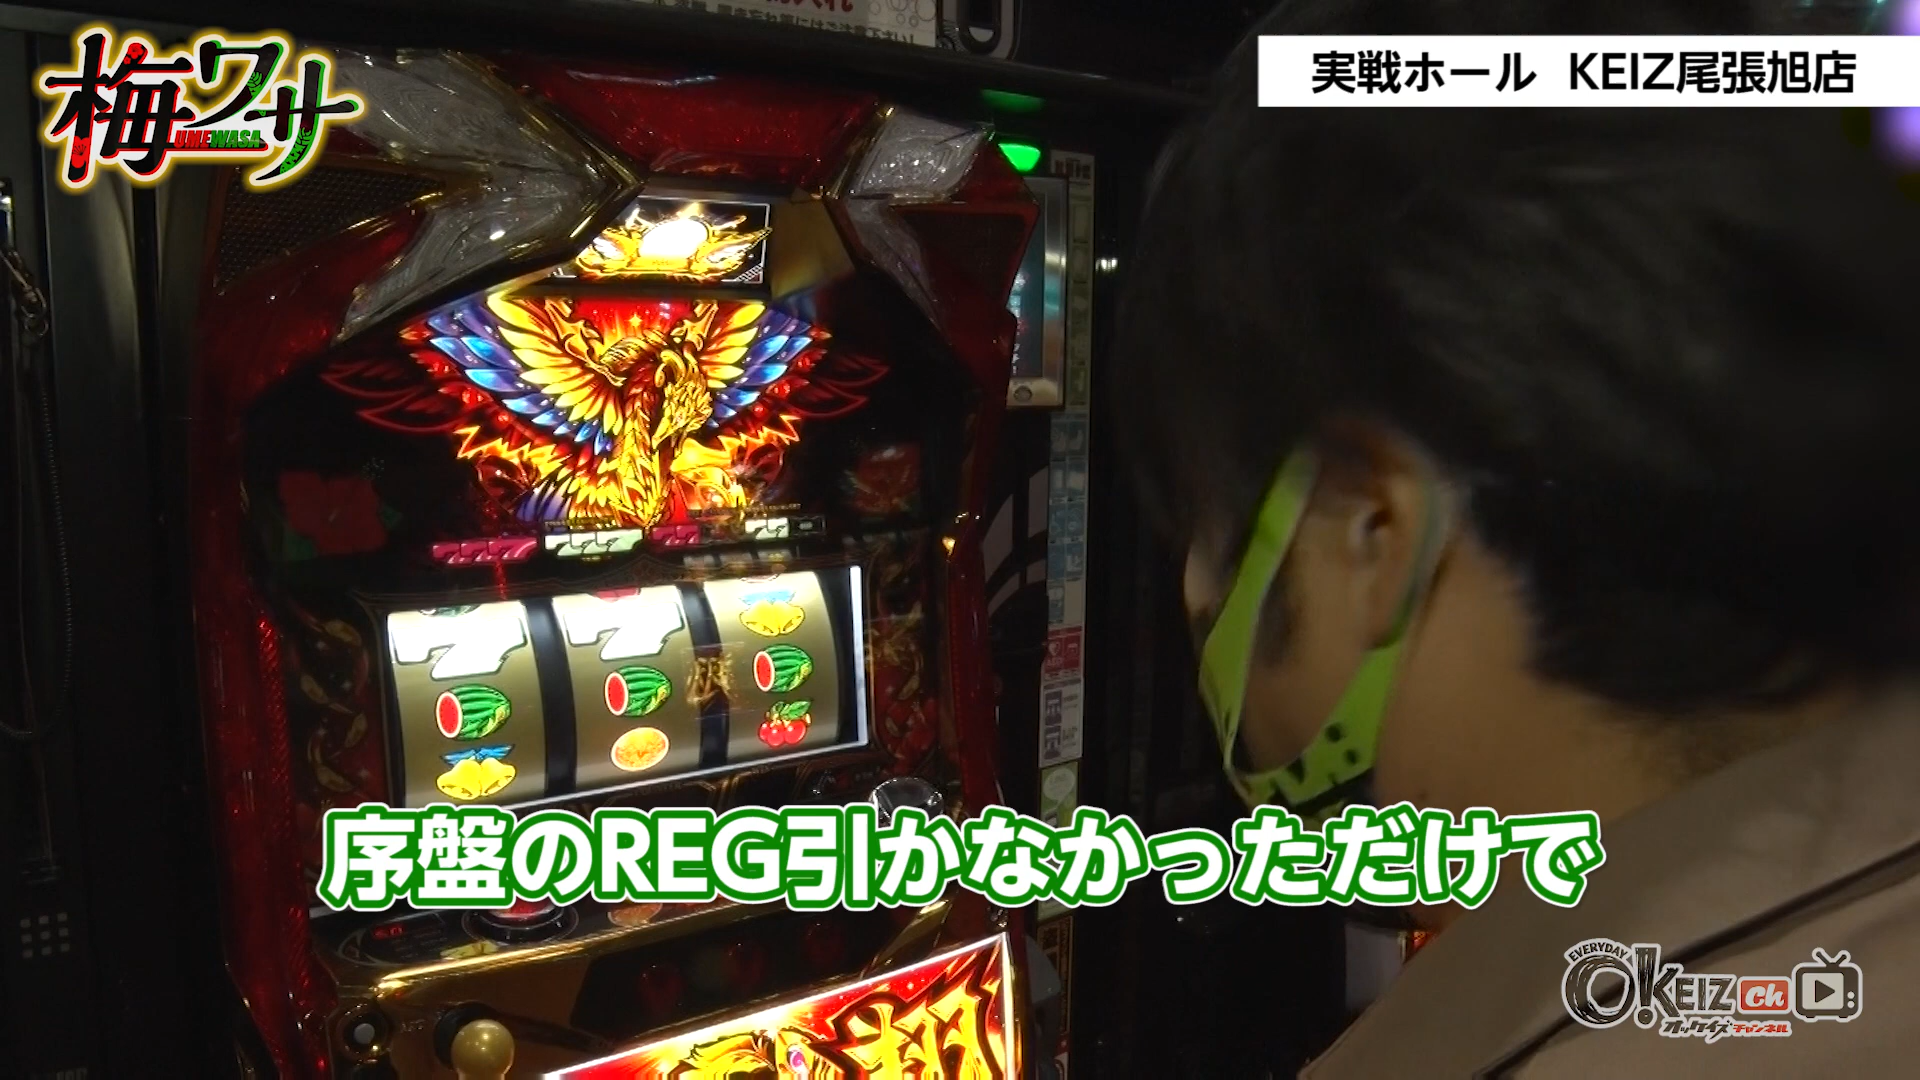 梅ワサ
UMEWASA
実戦ホール KEIZ尾張旭店
序盤のREG引かなかっただけで
EVERYDAY
O!KEIZ ch
オッケイズチャンネル